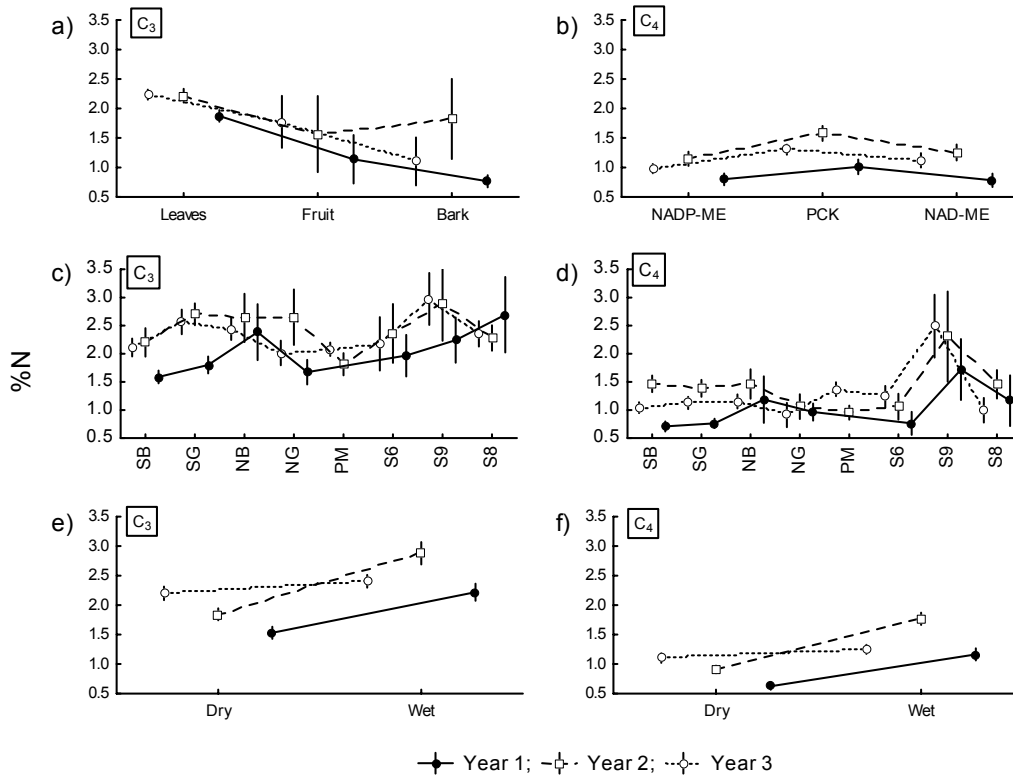 a) C₃ b) C₄
3.5 3.5
3.0 3.0
2.5 2.5
2.0 2.0
1.5 1.5
1.0 1.0
0.5 0.5
Leaves Fruit Bark NADP-ME PCK NAD-ME
c) C₃ d) C₄
3.5 3.5
3.0 3.0
2.5 2.5
2.0 2.0
1.5 1.5
1.0 1.0
0.5 0.5
SB SG NB NG PM S6 S9 S8 SB SG NB NG PM S6 S9 S8
%N
e) C₃ f) C₄
3.5 3.5
3.0 3.0
2.5 2.5
2.0 2.0
1.5 1.5
1.0 1.0
0.5 0.5
Dry Wet Dry Wet
Year 1; Year 2; Year 3